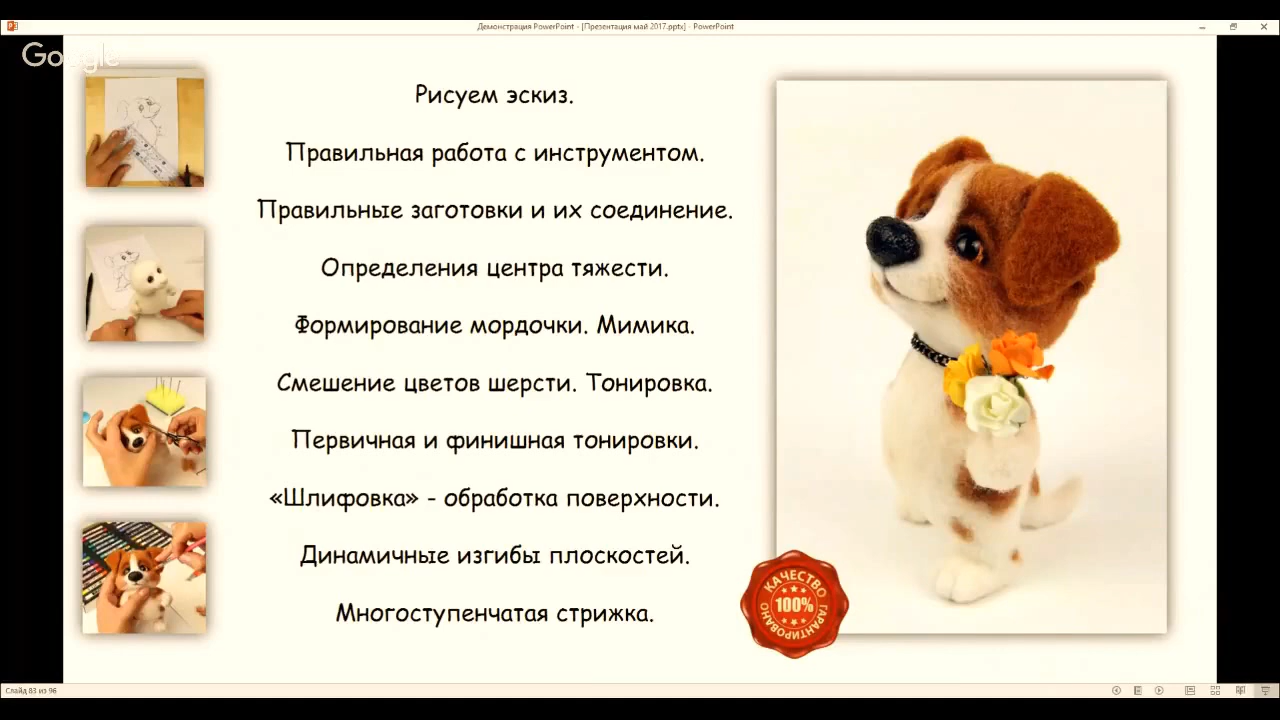 Демонстрация PowerPoint - [Презентация май 2017.pptx] - PowerPoint
Google
Рисуем эскиз.
Правильная работа с инструментом.
Правильные заготовки и их соединение.
Определения центра тяжести.
Формирование мордочки. Мимика.
Смешение цветов шерсти. Тонировка.
Первичная и финишная тонировки.
«Шлифовка» - обработка поверхности.
Динамичные изгибы плоскостей.
Многоступенчатая стрижка.
КАЧЕСТВО
100%
ГАРАНТИРОВАНО
Слайд 83 из 96